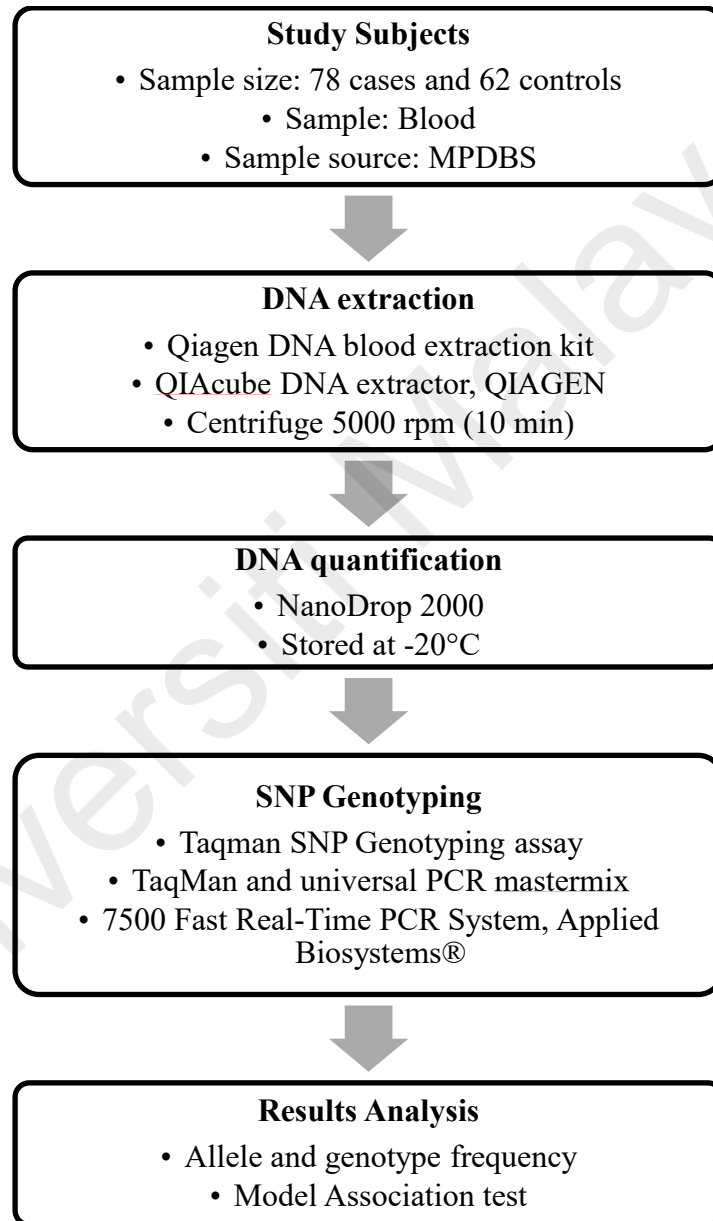 Study Subjects
• Sample size: 78 cases and 62 controls
• Sample: Blood
• Sample source: MPDBS
DNA extraction
• Qiagen DNA blood extraction kit
• QIAcube DNA extractor, QIAGEN
• Centrifuge 5000 rpm (10 min)
DNA quantification
• NanoDrop 2000
• Stored at -20°C
SNP Genotyping
• Taqman SNP Genotyping assay
• TaqMan and universal PCR mastermix
• 7500 Fast Real-Time PCR System, Applied
Biosystems®
Results Analysis
• Allele and genotype frequency
• Model Association test
versiti Malay